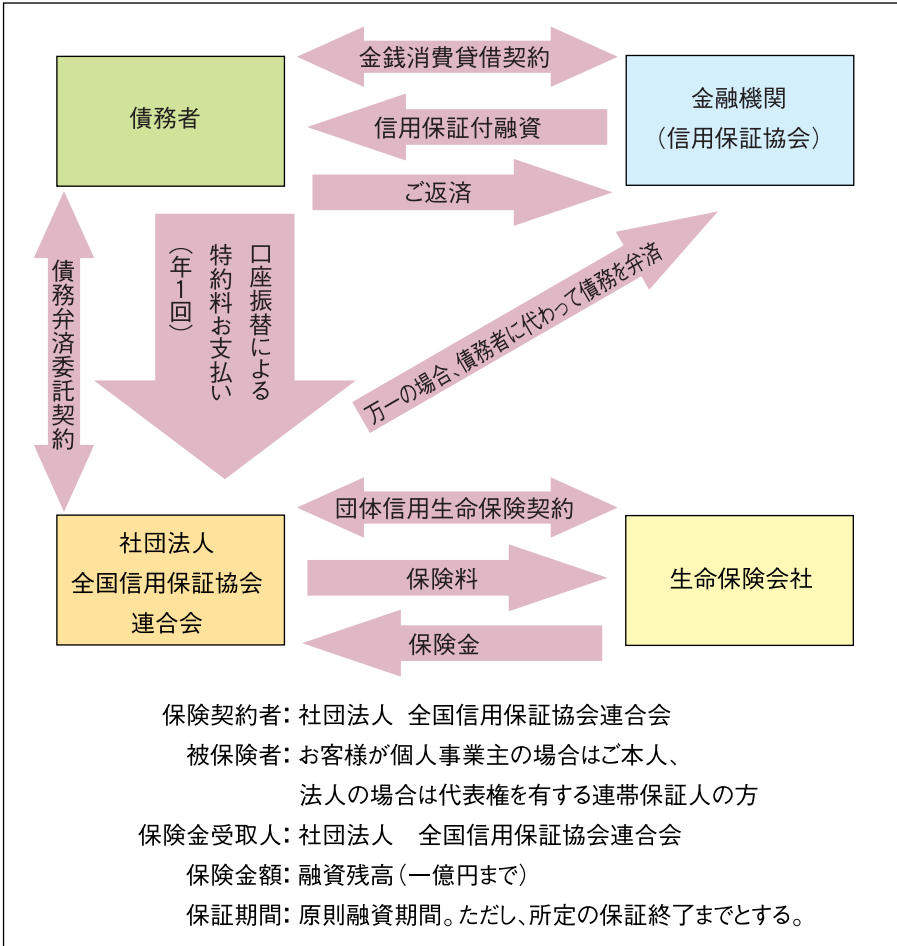 金銭消費貸借契約
債務者
金融機関
（信用保証協会）
信用保証付融資
ご返済
債務弁済委託契約
口座振替による
特約料お支払い
（年1回）
万一の場合、債務者に代わって債務を弁済
団体信用生命保険契約
社団法人
全国信用保証協会
連合会
保険料
生命保険会社
保険金
保険契約者：社団法人 全国信用保証協会連合会
被保険者：お客様が個人事業主の場合はご本人、
法人の場合は代表権を有する連帯保証人の方
保険金受取人：社団法人　全国信用保証協会連合会
保険金額：融資残高（一億円まで）
保証期間：原則融資期間。ただし、所定の保証終了までとする。